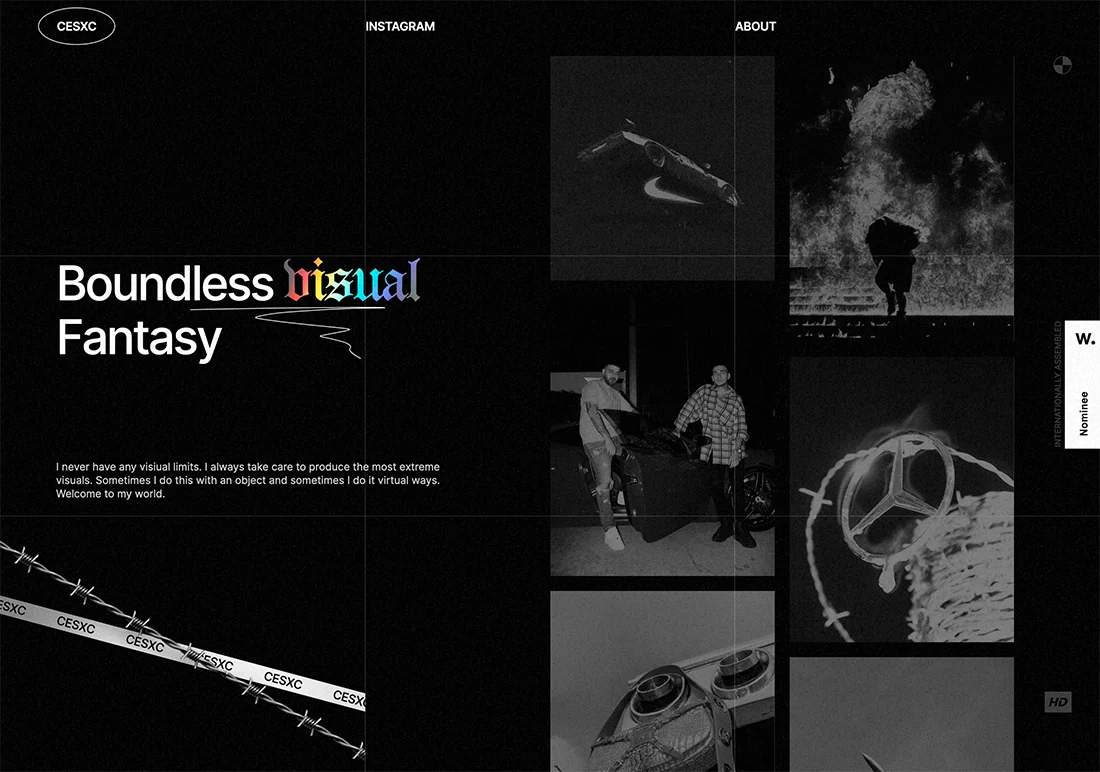 CESXC
INSTAGRAM
ABOUT
Boundless visual
Fantasy
I never have any visiual limits. I always take care to produce the most extreme
visuals. Sometimes I do this with an object and sometimes I do it virtual ways.
Welcome to my world.
INTERNATIONALLY ASSEMBLED
W.
Nominee
ESXC CESXC CESXC ESXC CESXC CESXC
HD